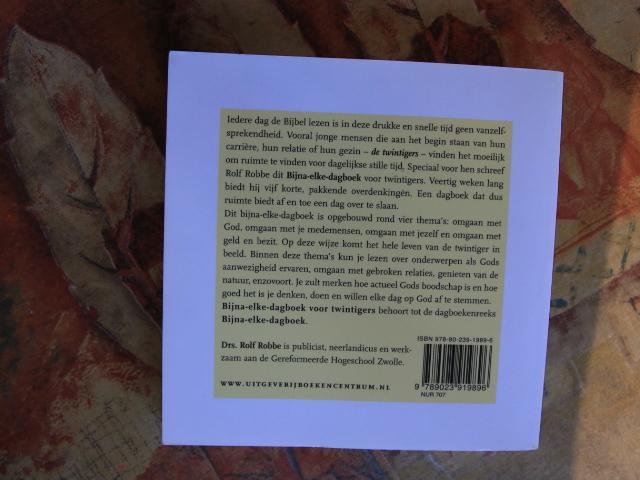 Iedere dag de Bijbel lezen is in deze drukke en snelle tijd geen vanzelf-
sprekendheid. Vooral jonge mensen die aan het begin staan van hun
carrière, hun relatie of hun gezin – de twintigers – vinden het moeilijk
om ruimte te vinden voor dagelijkse stille tijd. Speciaal voor hen schreef
Rolf Robbe dit Bijna-elke-dagboek voor twintigers. Veertig weken lang
biedt hij vijf korte, pakkende overdenkingen. Een dagboek dat dus
ruimte biedt af en toe een dag over te slaan.
Dit bijna-elke-dagboek is opgebouwd rond vier thema's: omgaan met
God, omgaan met je medemensen, omgaan met jezelf en omgaan met
geld en bezit. Op deze wijze komt het hele leven van de twintiger in
beeld. Binnen deze thema's kun je lezen over onderwerpen als Gods
aanwezigheid ervaren, omgaan met gebroken relaties, genieten van de
natuur, enzovoort. Je zult merken hoe actueel Gods boodschap is en hoe
goed het is je denken, doen en willen elke dag op God af te stemmen.
Bijna-elke-dagboek voor twintigers behoort tot de dagboekenreeks
Bijna-elke-dagboek.
Drs. Rolf Robbe is publicist, neerlandicus en werk-
zaam aan de Gereformeerde Hogeschool Zwolle.
WWW.UITGEVERIJBOEKENCENTRUM.NL
ISBN 978-90-239-1989-6
9 789023 919896
NUR 707